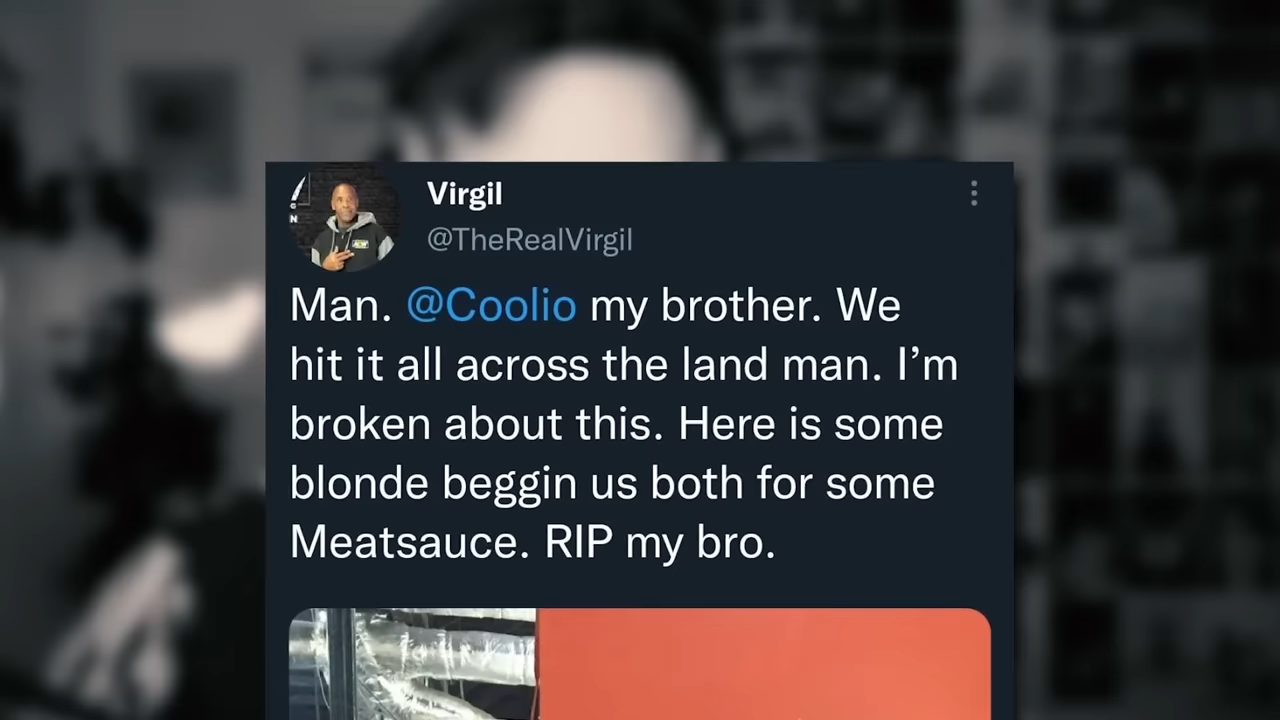 Virgil
@TheRealVirgil
Man. @Coolio my brother. We
hit it all across the land man. I’m
broken about this. Here is some
blonde beggin us both for some
Meatsauce. RIP my bro.
G
N
AEW